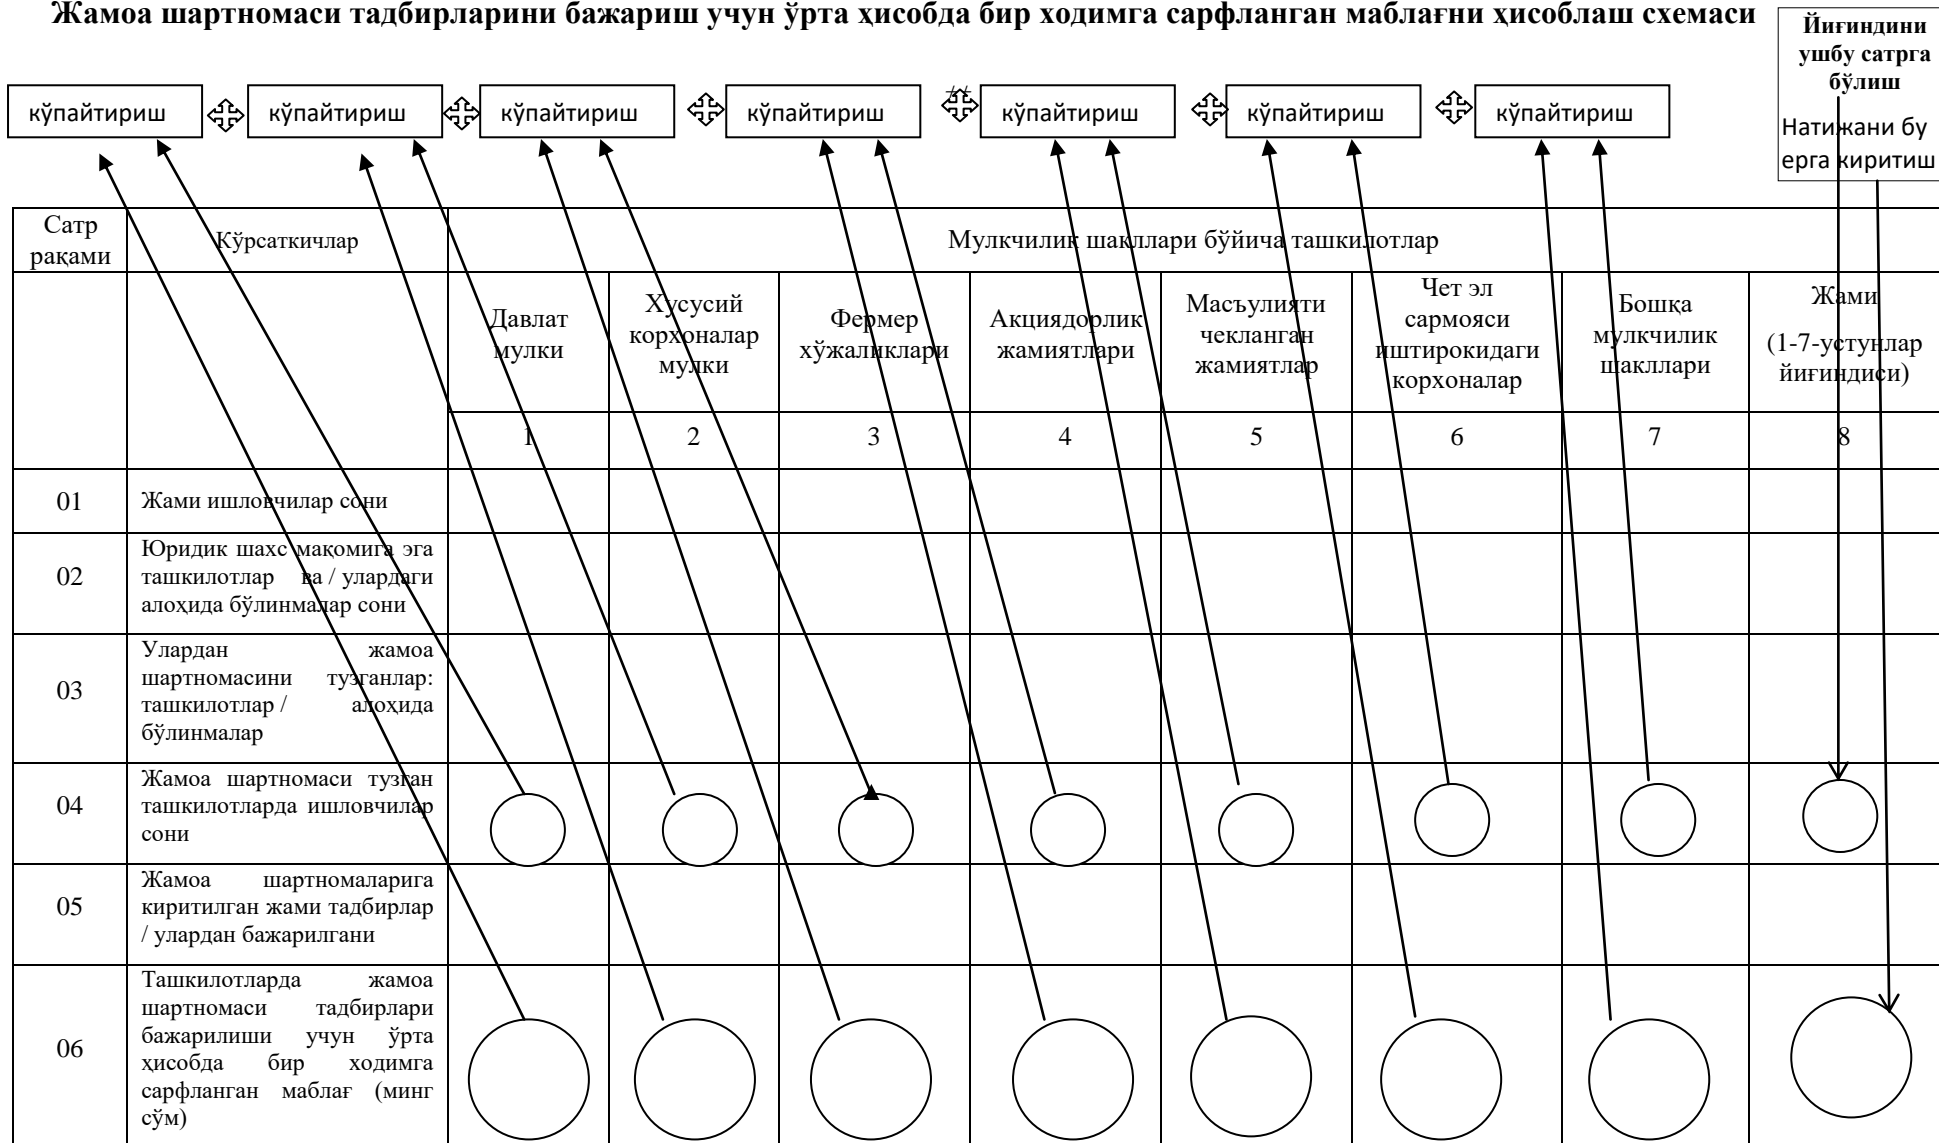 Жамоа шартномаси тадбирларини бажариш учун ўрта ҳисобда бир ходимга сарфланган маблағни ҳисоблаш схемаси
Йиғиндини
ушбу сатрга
бўлиш
Натижани бу
ерга киритиш
кўпайтириш
кўпайтириш
кўпайтириш
кўпайтириш
кўпайтириш
кўпайтириш
кўпайтириш
Сатр
рақами
Кўрсаткичлар
Мулкчилик шакллари бўйича ташкилотлар
Давлат
мулки
Хусусий
корхоналар
мулки
Фермер
хўжаликлари
Акциядорлик
жамиятлари
Масъулияти
чекланган
жамиятлар
Чет эл
сармояси
иштирокидаги
корхоналар
Бошқа
мулкчилик
шакллари
Жами
(1-7-устунлар
йиғиндиси)
1
2
3
4
5
6
7
8
01
Жами ишловчилар сони
02
Юридик шахс мақомига эга
ташкилотлар ва / улардаги
алоҳида бўлинмалар сони
03
Улардан жамоа
шартномасини тузганлар:
ташкилотлар / алоҳида
бўлинмалар
04
Жамоа шартномаси тузган
ташкилотларда ишловчилар
сони
05
Жамоа шартномаларига
киритилган жами тадбирлар
/ улардан бажарилгани
06
Ташкилотларда жамоа
шартномаси тадбирлари
бажарилиши учун ўрта
ҳисобда бир ходимга
сарфланган маблағ (минг
сўм)